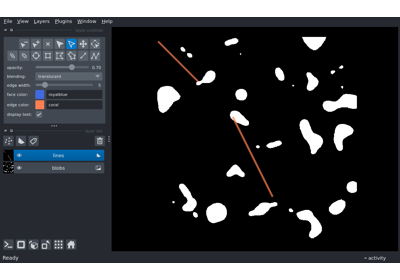 File View Layers Plugins Window Help
opacity: 0.70
blending: translucent
edge width: 5
face color: royalblue
edge color: coral
display text: ✓
lines
blobs
Ready
activity